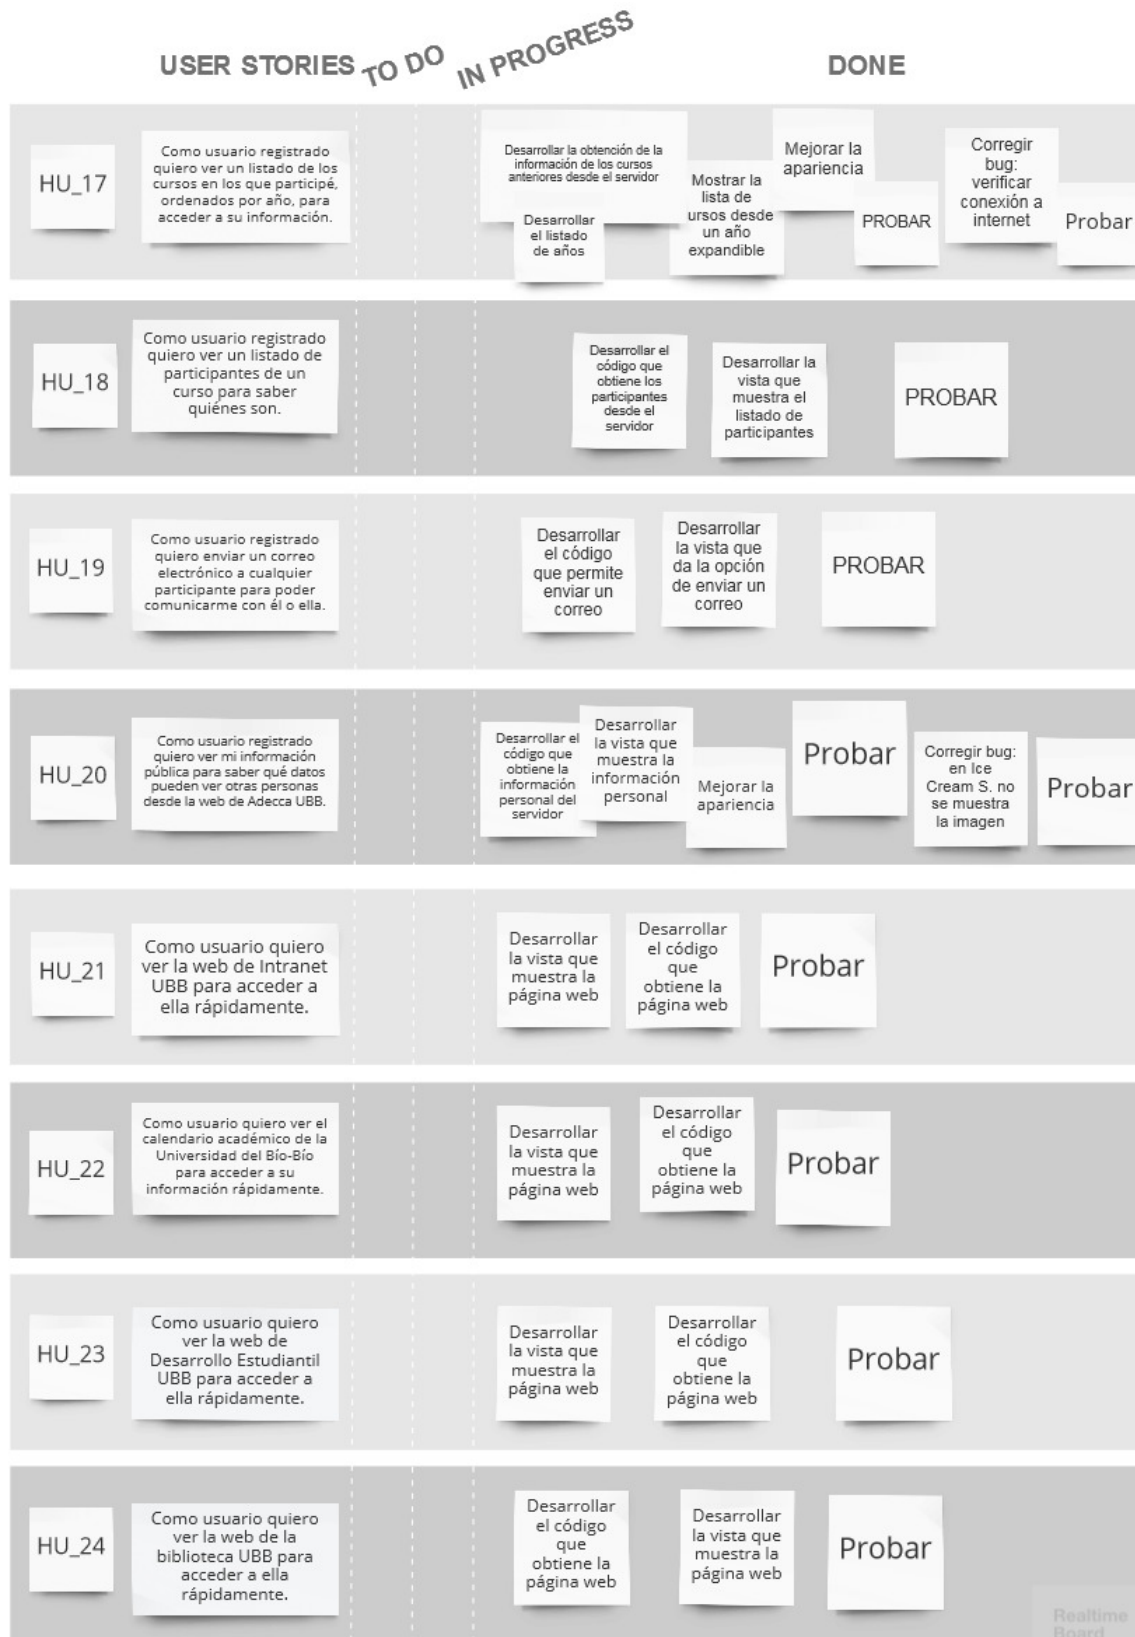 USER STORIES
TO DO
IN PROGRESS
DONE
HU_17
Como usuario registrado
quiero ver un listado de los
cursos en los que participé,
ordenados por año, para
acceder a su información.
Desarrollar la obtención de la
información de los cursos
anteriores desde el servidor
Desarrollar
el listado
de años
Mostrar la
lista de
ursos desde
un año
expandible
Mejorar la
apariencia
PROBAR
Corregir
bug:
verificar
conexión a
internet
Probar
HU_18
Como usuario registrado
quiero ver un listado de
participantes de un
curso para saber
quiénes son.
Desarrollar el
código que
obtiene los
participantes
desde el
servidor
Desarrollar la
vista que
muestra el
listado de
participantes
PROBAR
HU_19
Como usuario registrado
quiero enviar un correo
electrónico a cualquier
participante para poder
comunicarme con él o ella.
Desarrollar
el código
que permite
enviar un
correo
Desarrollar
la vista que
da la opción
de enviar un
correo
PROBAR
HU_20
Como usuario registrado
quiero ver mi información
pública para saber qué datos
pueden ver otras personas
desde la web de Adecca UBB.
Desarrollar el
código que
obtiene la
información
personal del
servidor
Desarrollar
la vista que
muestra la
información
personal
Mejorar la
apariencia
Probar
Corregir bug:
en Ice
Cream S. no
se muestra
la imagen
Probar
HU_21
Como usuario quiero
ver la web de Intranet
UBB para acceder a
ella rápidamente.
Desarrollar
la vista que
muestra la
página web
Desarrollar
el código
que
obtiene la
página web
Probar
HU_22
Como usuario quiero ver el
calendario académico de la
Universidad del Bío-Bío
para acceder a su
información rápidamente.
Desarrollar
la vista que
muestra la
página web
Desarrollar
el código
que
obtiene la
página web
Probar
HU_23
Como usuario quiero
ver la web de
Desarrollo Estudiantil
UBB para acceder a
ella rápidamente.
Desarrollar
la vista que
muestra la
página web
Desarrollar
el código
que
obtiene la
página web
Probar
HU_24
Como usuario quiero
ver la web de la
biblioteca UBB para
acceder a ella
rápidamente.
Desarrollar
el código
que
obtiene la
página web
Desarrollar
la vista que
muestra la
página web
Probar
Realtime
Board